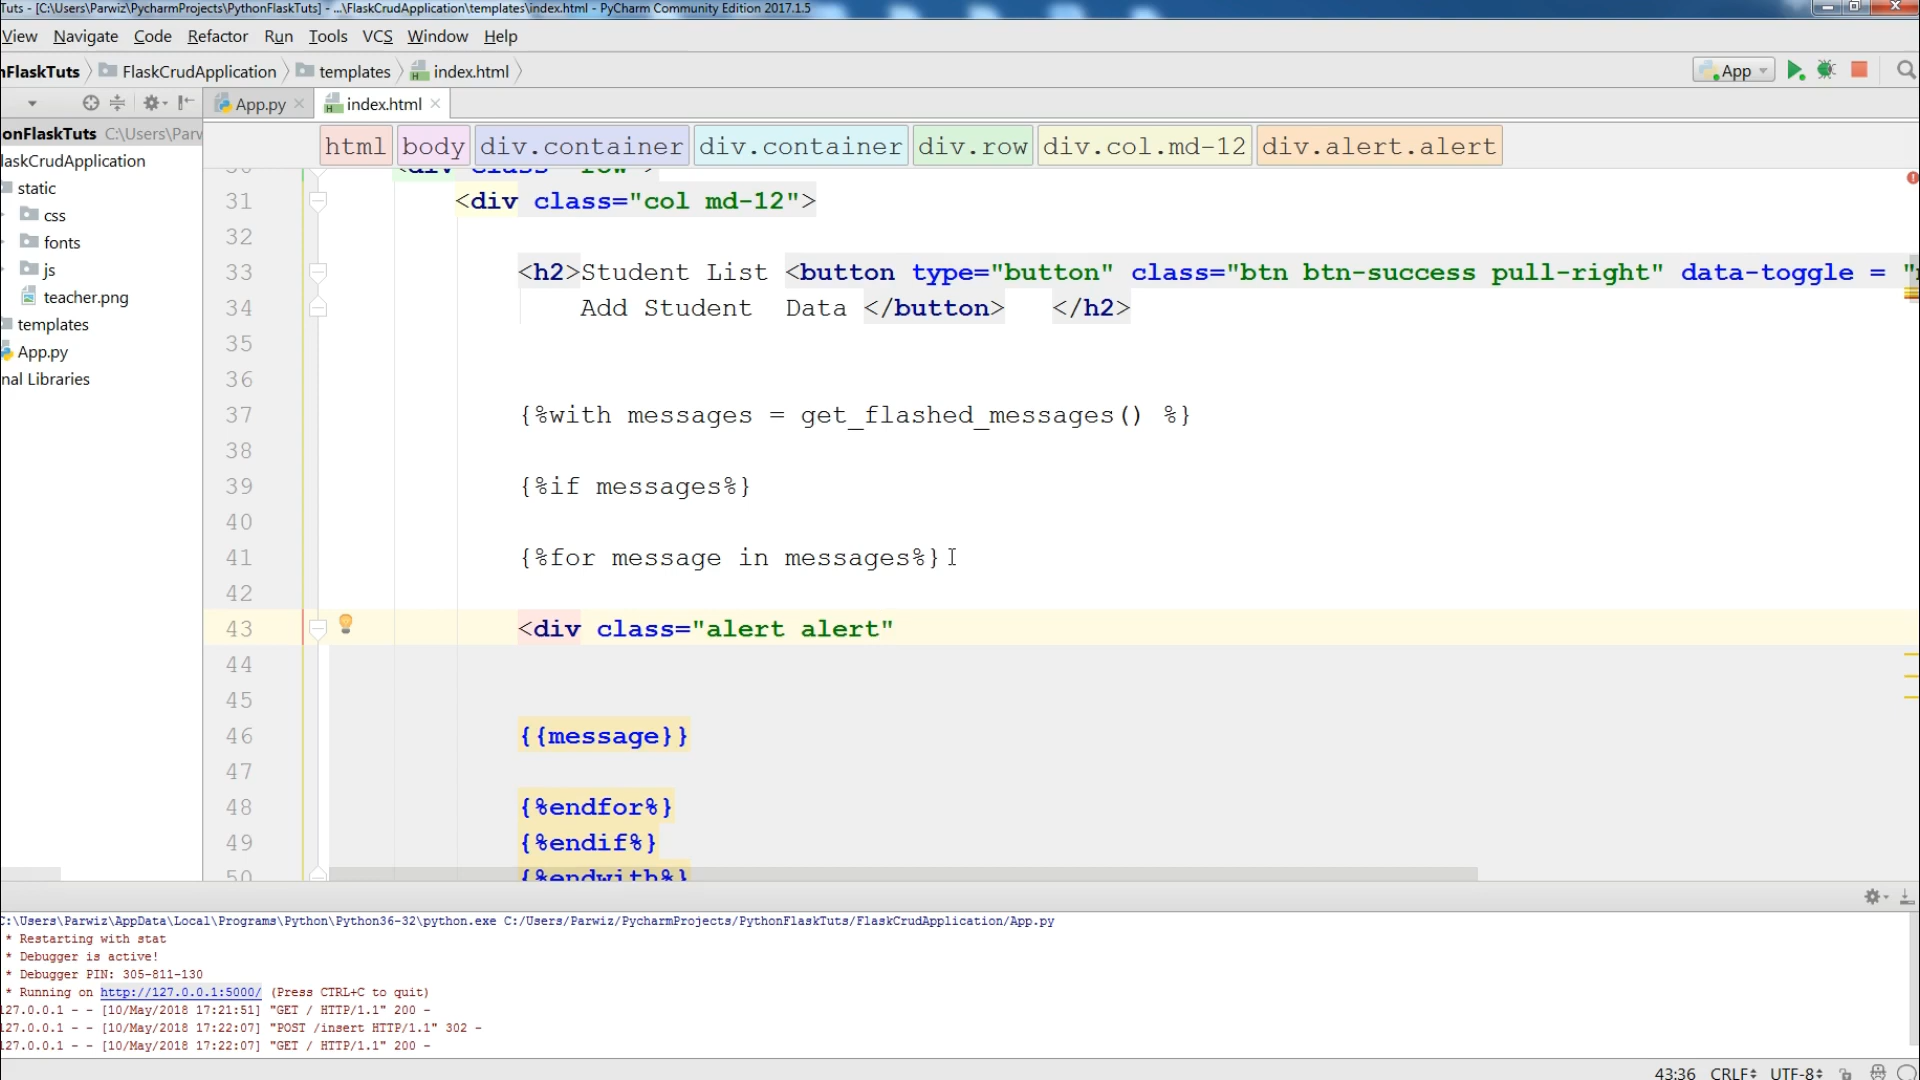 Tuts - [C:\Users\Parwiz\PycharmProjects\PythonFlaskTuts] - ...\FlaskCrudApplication\templates\index.html - PyCharm Community Edition 2017.1.5
View Navigate Code Refactor Run Tools VCS Window Help
nFlaskTuts FlaskCrudApplication templates index.html App
App.py index.html
onFlaskTuts C:\Users\Parv
html body div.container div.container div.row div.col.md-12 div.alert.alert
laskCrudApplication
static
css
fonts
js
teacher.png
templates
App.py
nal Libraries
30 <div class="row">
31 <div class="col md-12">
32
33 <h2>Student List <button type="button" class="btn btn-success pull-right" data-toggle = "
34 Add Student Data </button> </h2>
35
36
37 {%with messages = get_flashed_messages() %}
38
39 {%if messages%}
40
41 {%for message in messages%}
42
43 <div class="alert alert"
44
45
46 {{message}}
47
48 {%endfor%}
49 {%endif%}
50 {%endwith%}
C:\Users\Parwiz\AppData\Local\Programs\Python\Python36-32\python.exe C:/Users/Parwiz/PycharmProjects/PythonFlaskTuts/FlaskCrudApplication/App.py
* Restarting with stat
* Debugger is active!
* Debugger PIN: 305-811-130
* Running on http://127.0.0.1:5000/ (Press CTRL+C to quit)
127.0.0.1 - - [10/May/2018 17:21:51] "GET / HTTP/1.1" 200 -
127.0.0.1 - - [10/May/2018 17:22:07] "POST /insert HTTP/1.1" 302 -
127.0.0.1 - - [10/May/2018 17:22:07] "GET / HTTP/1.1" 200 -
43:36 CRLF UTF-8